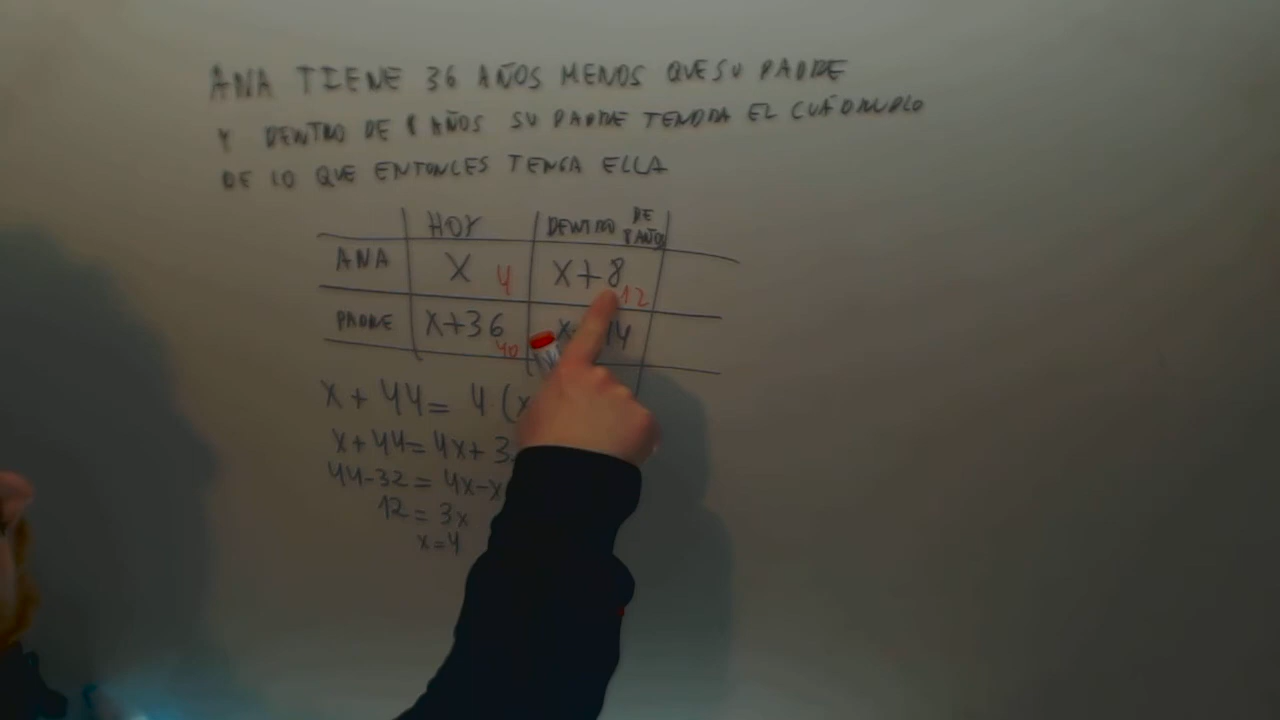 ANA TIENE 36 AÑOS MENOS QUE SU PADRE
Y DENTRO DE 8 AÑOS SU PADRE TENDRA EL CUÁDRUPLO
DE LO QUE ENTONCES TENGA ELLA
HOY DENTRO DE 8 AÑOS
ANA X 4 X+8 12
PADRE X+36 40
X + 44 = 4 (x
x + 44 = 4x + 3
44-32 = 4x-x
12 = 3x
x=4